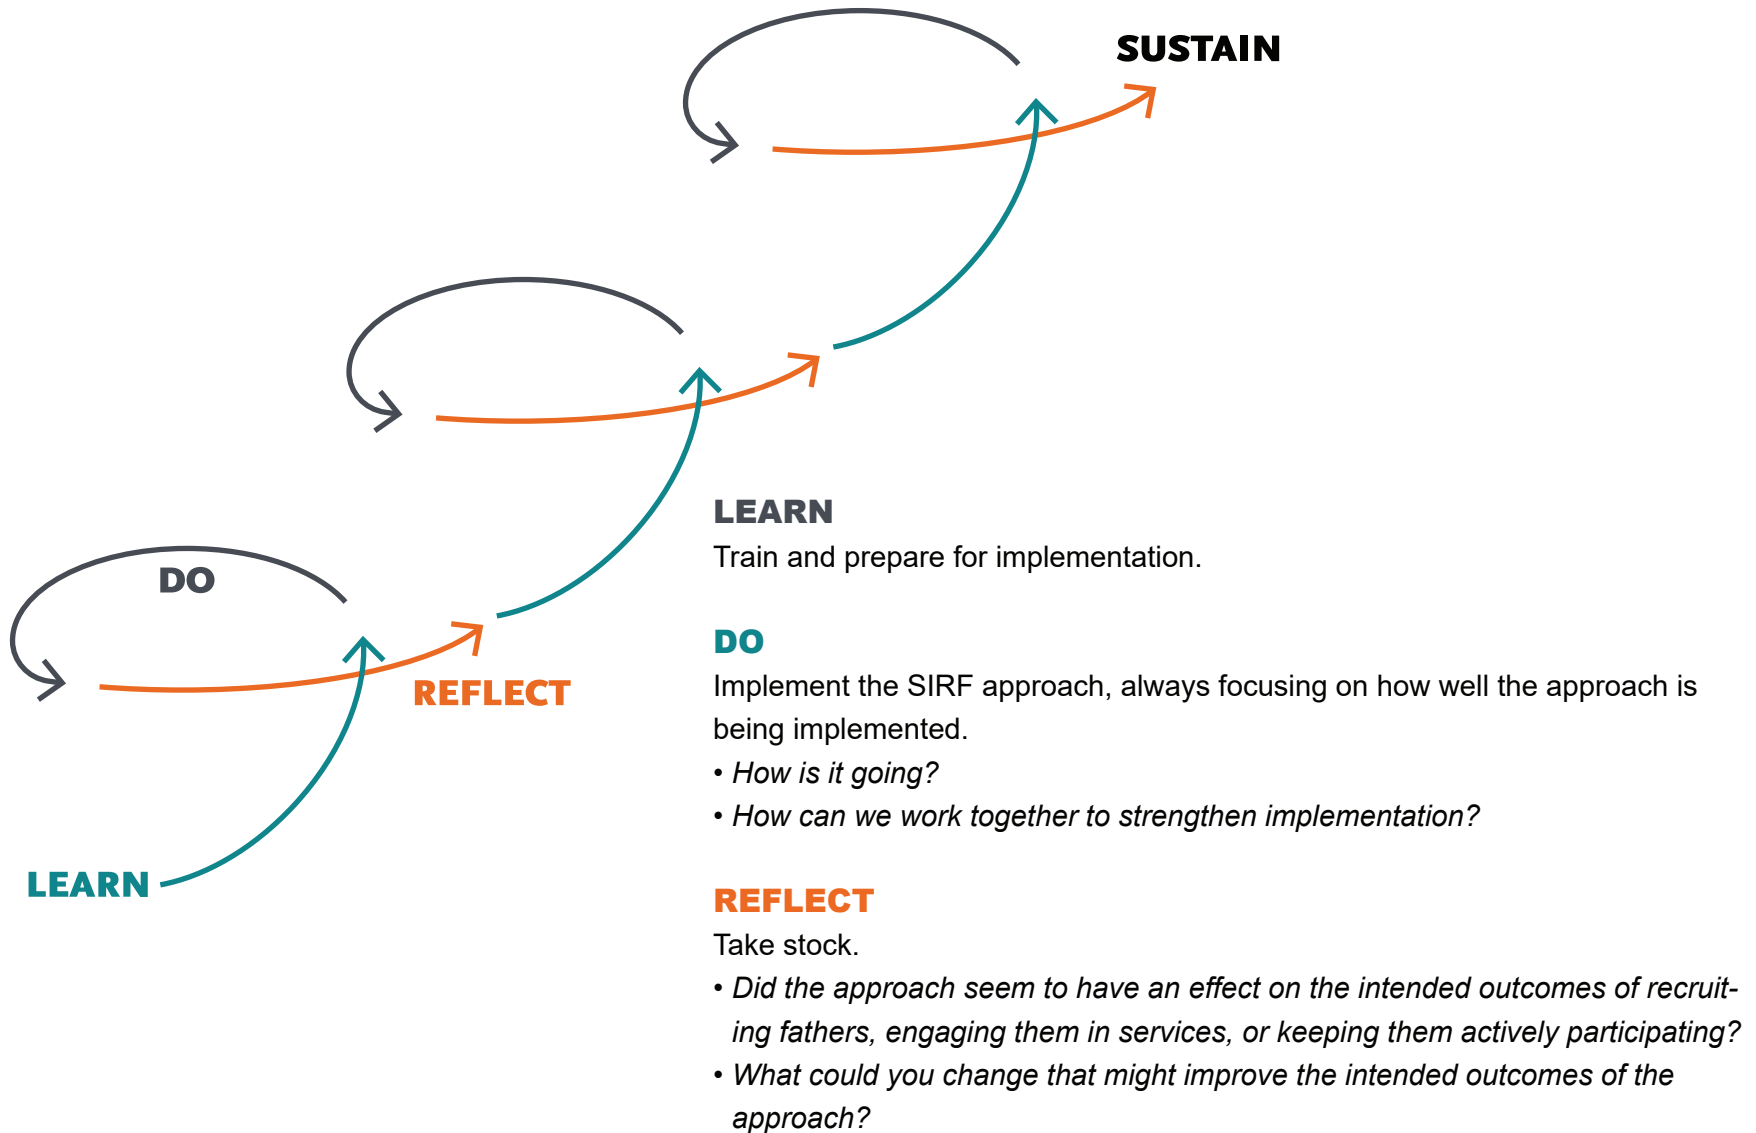 SUSTAIN
DO
REFLECT
LEARN
LEARN
Train and prepare for implementation.
DO
Implement the SIRF approach, always focusing on how well the approach is
being implemented.
• How is it going?
• How can we work together to strengthen implementation?
REFLECT
Take stock.
• Did the approach seem to have an effect on the intended outcomes of recruit-
ing fathers, engaging them in services, or keeping them actively participating?
• What could you change that might improve the intended outcomes of the
approach?